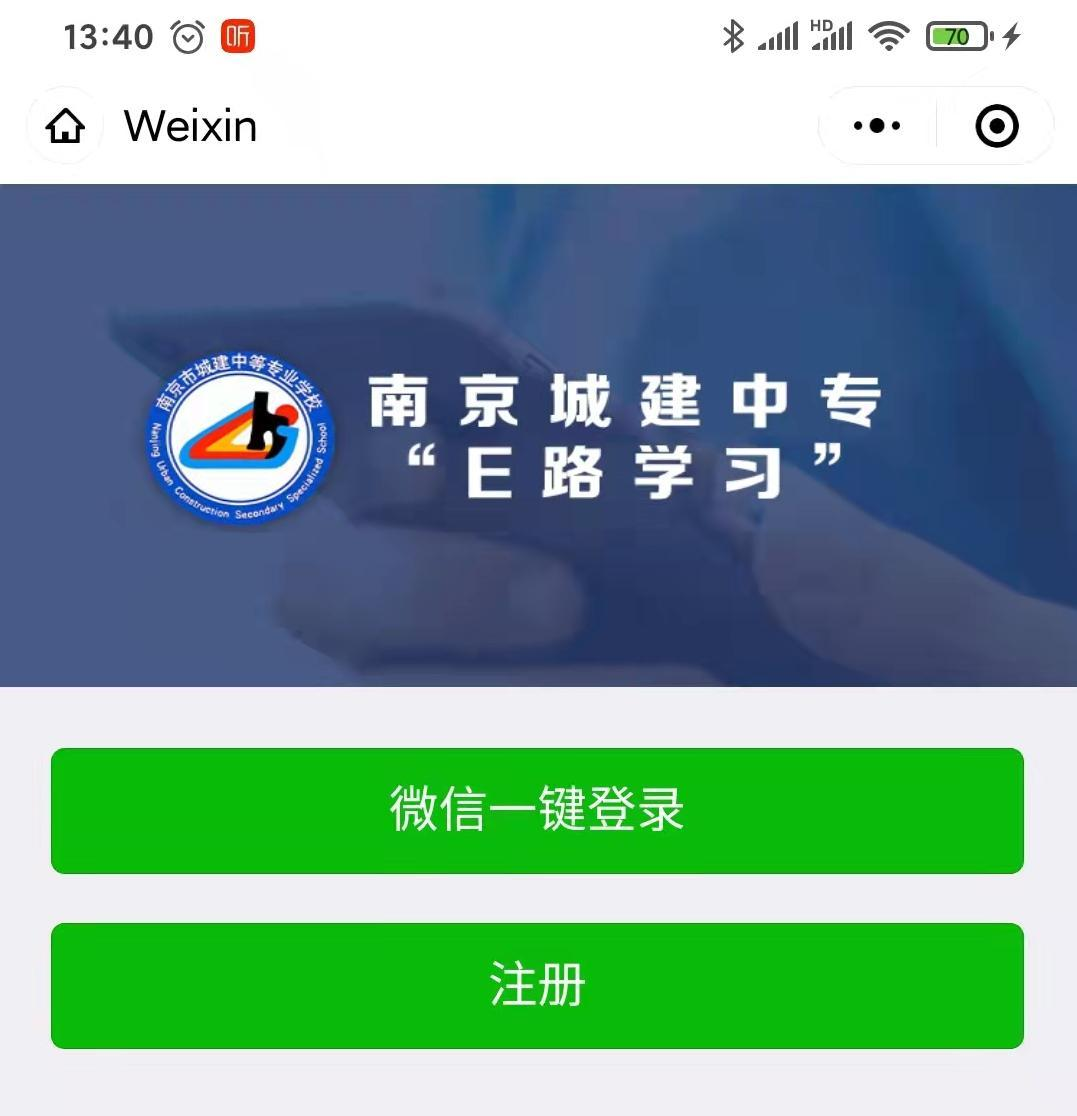 13:40 听 HD 70
Weixin
南京市城建中等专业学校
Nanjing Urban Construction Secondary Specialized School
南京城建中专
“E路学习”
微信一键登录
注册